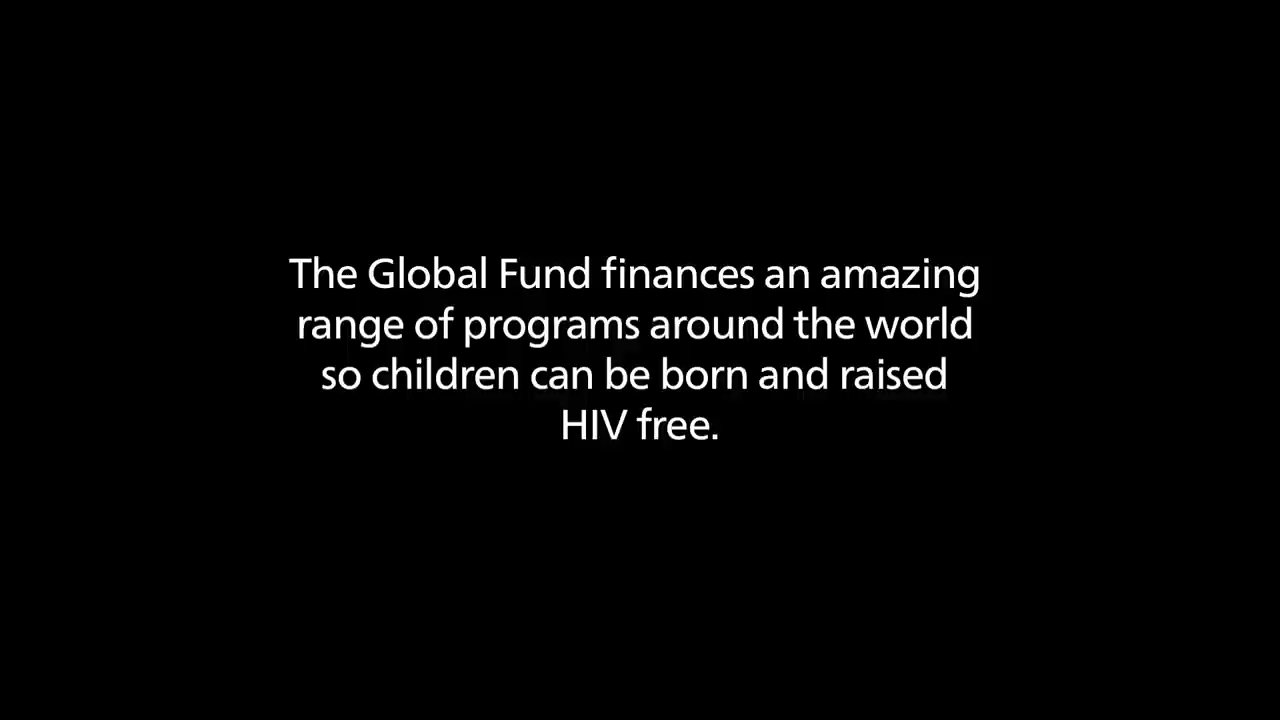 The Global Fund finances an amazing
range of programs around the world
so children can be born and raised
HIV free.